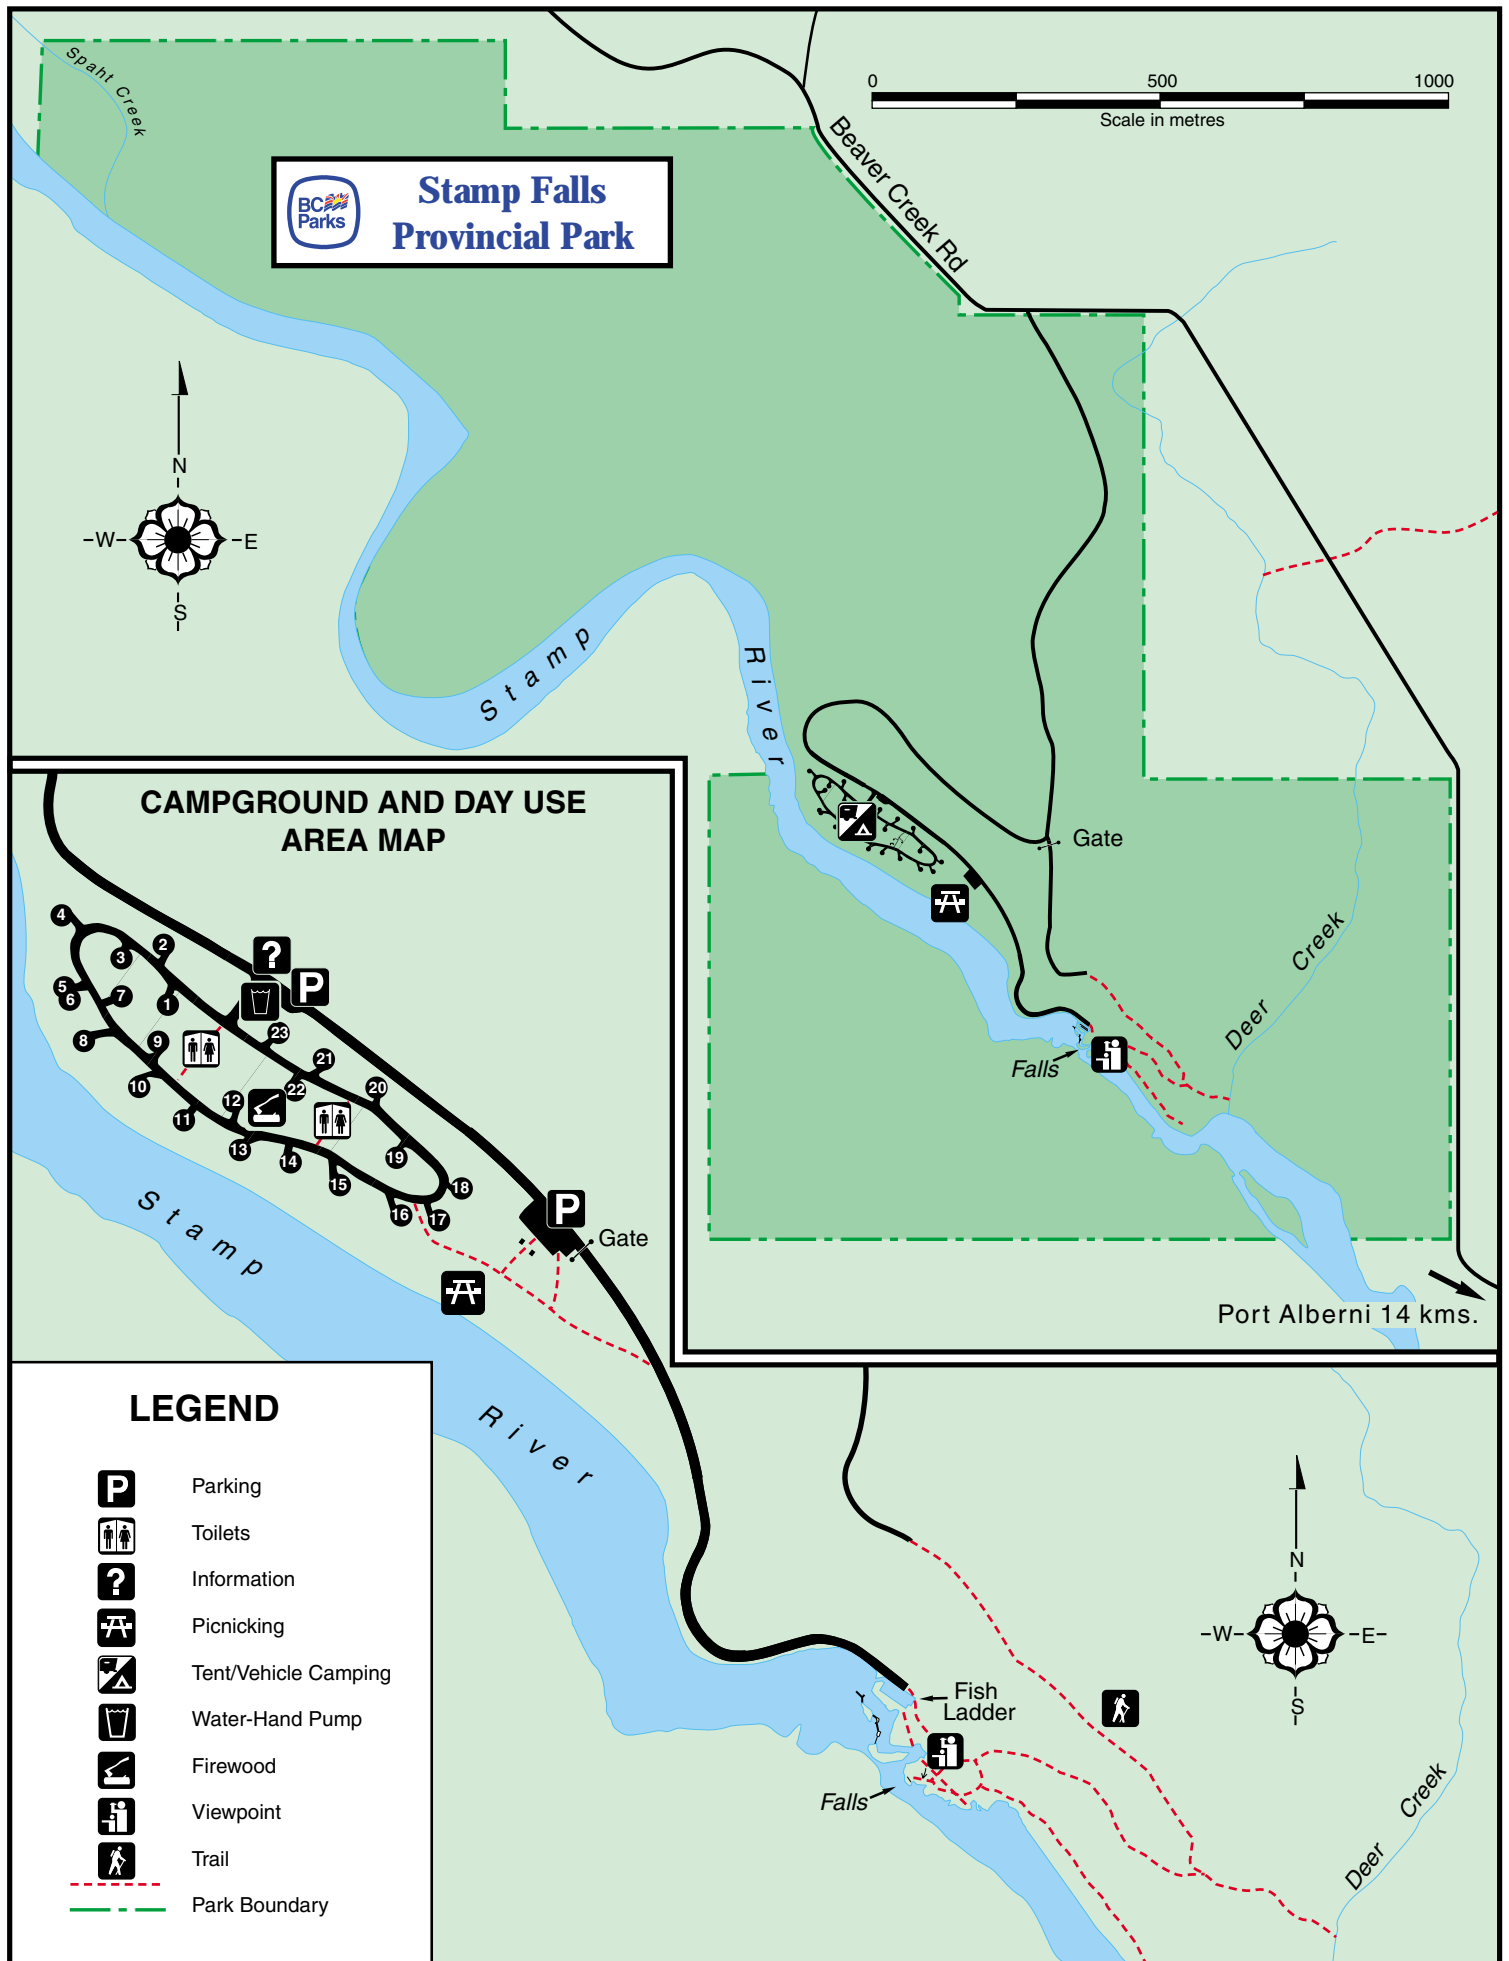 Spaht Creek
0 500 1000
Scale in metres
Beaver Creek Rd
BC
Parks
Stamp Falls
Provincial Park
N
W E
S
Stamp
River
Gate
Creek
Deer
Falls
Port Alberni 14 kms.
CAMPGROUND AND DAY USE
AREA MAP
4
2
3
?
P
5
6
7
1
23
8
9
21
10
22
20
12
11
13
19
14
15
18
16
17
P
Gate
Stamp
River
LEGEND
P Parking
Toilets
? Information
Picnicking
Tent/Vehicle Camping
Water-Hand Pump
Firewood
Viewpoint
Trail
Park Boundary
N
W E
S
Fish
Ladder
Falls
Creek
Deer